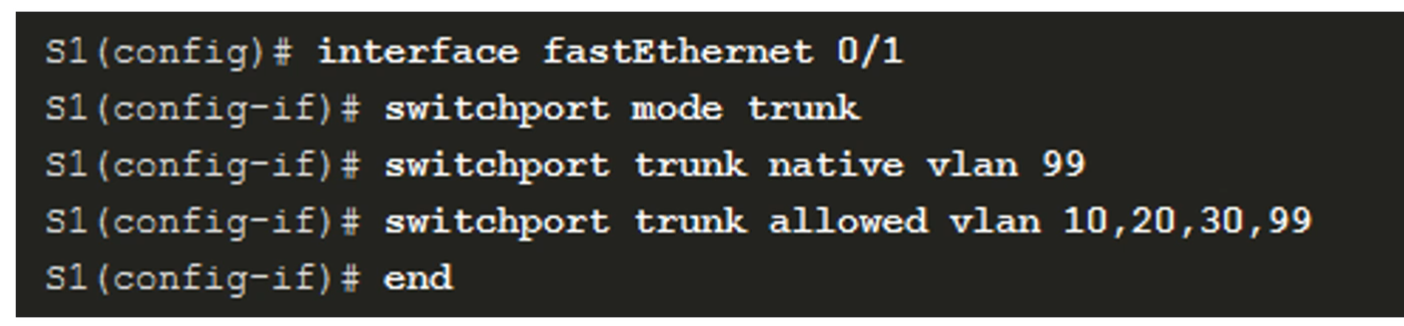 S1(config)# interface fastEthernet 0/1
S1(config-if)# switchport mode trunk
S1(config-if)# switchport trunk native vlan 99
S1(config-if)# switchport trunk allowed vlan 10,20,30,99
S1(config-if)# end